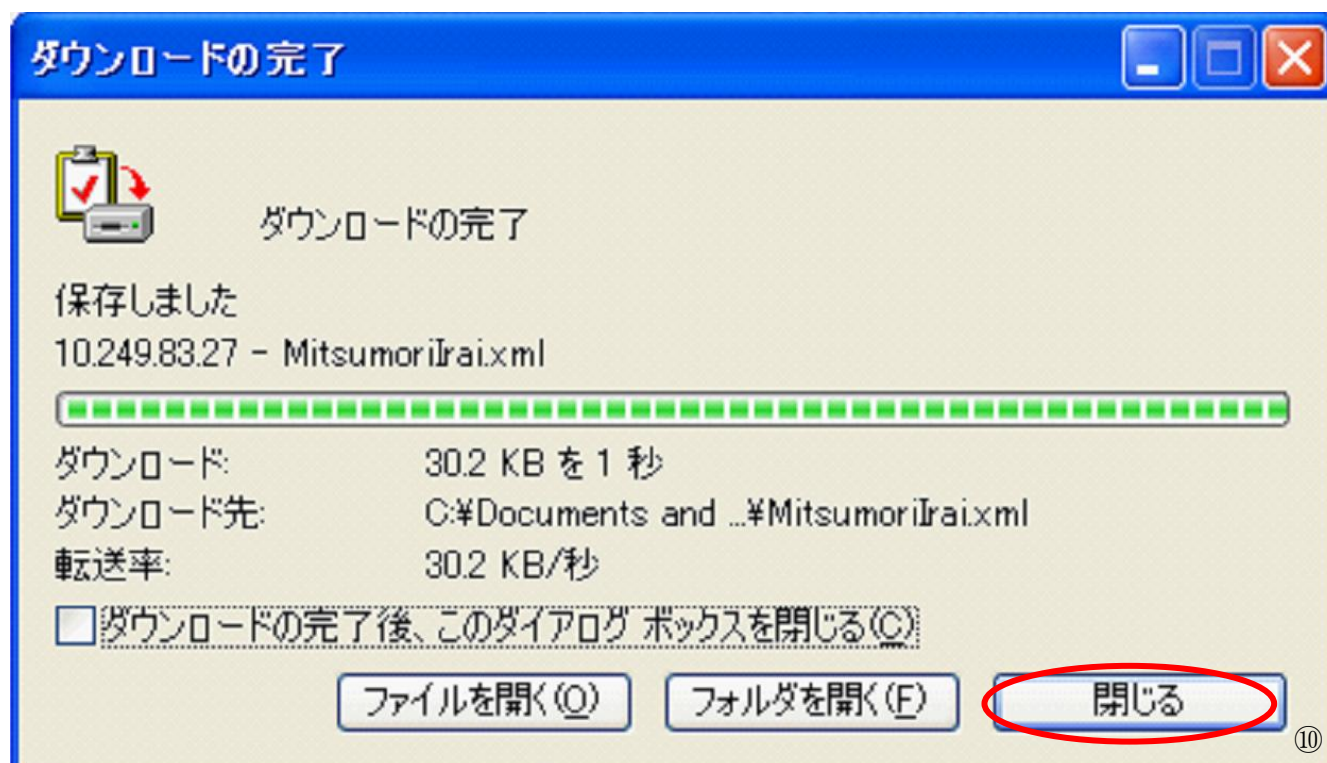 ダウンロードの完了
ダウンロードの完了
保存しました
10.249.83.27 - MitsumoriIrai.xml
ダウンロード: 30.2 KB を 1 秒
ダウンロード先: C:¥Documents and ...¥MitsumoriIrai.xml
転送率: 30.2 KB/秒
ダウンロードの完了後、このダイアログ ボックスを閉じる(C)
ファイルを開く(O) フォルダを開く(F) 閉じる
⑩